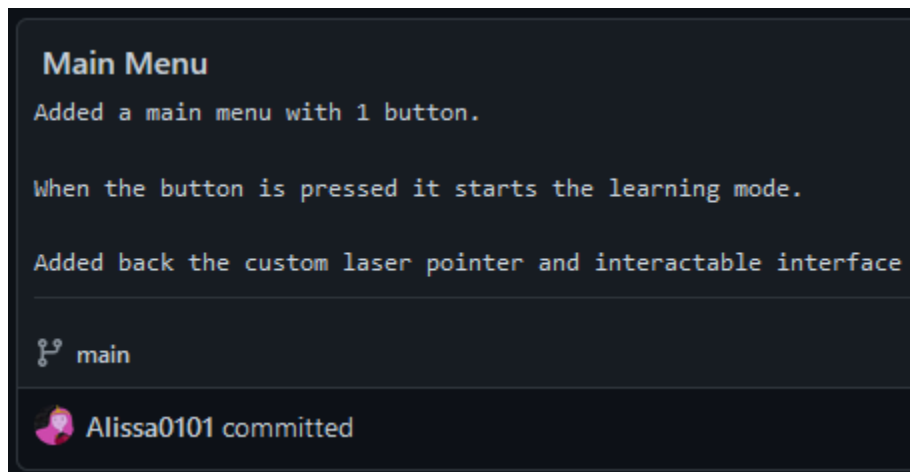 Main Menu
Added a main menu with 1 button.
When the button is pressed it starts the learning mode.
Added back the custom laser pointer and interactable interface
main
Alissa0101 committed